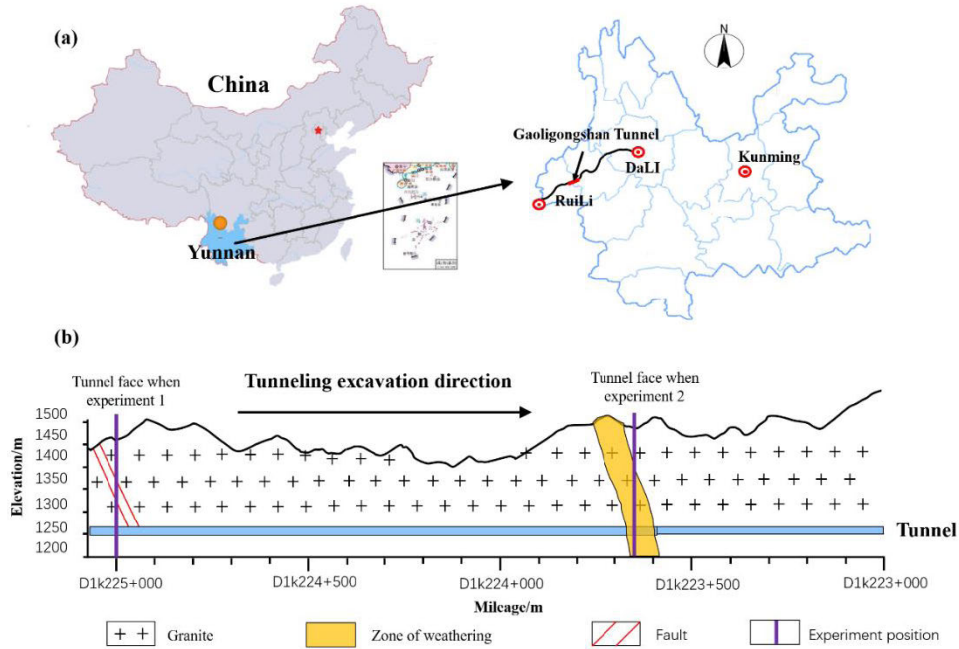 (a)
China
N
Gaoligongshan Tunnel
DaLI
Kunming
RuiLi
Yunnan
(b)
Tunnel face when
experiment 1
Tunneling excavation direction
Tunnel face when
experiment 2
Elevation/m
1500
1450
1400
1350
1300
1250
1200
Tunnel
D1k225+000
D1k224+500
D1k224+000
D1k223+500
D1k223+000
Mileage/m
Granite
Zone of weathering
Fault
Experiment position